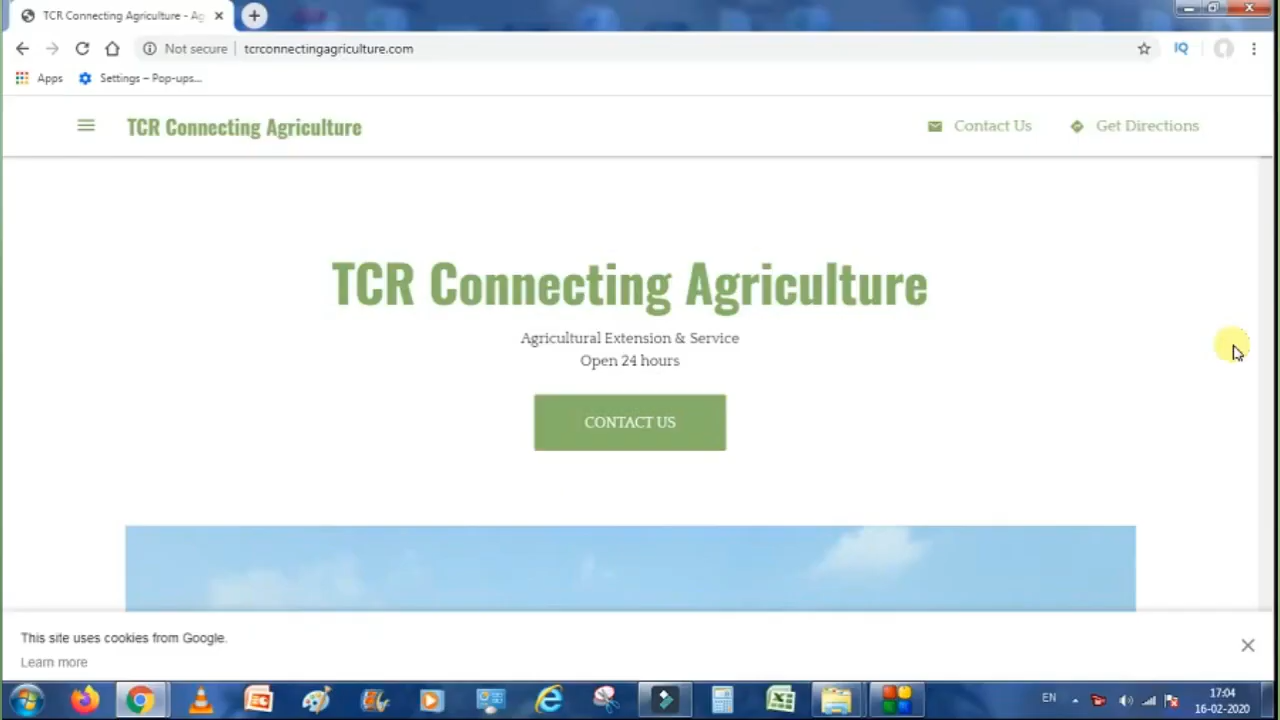 TCR Connecting Agriculture - Ag
Not secure
tcrconnectingagriculture.com
IQ
Apps
Settings – Pop-ups...
TCR Connecting Agriculture
Contact Us
Get Directions
TCR Connecting Agriculture
Agricultural Extension & Service
Open 24 hours
CONTACT US
This site uses cookies from Google.
Learn more
EN
17:04
16-02-2020